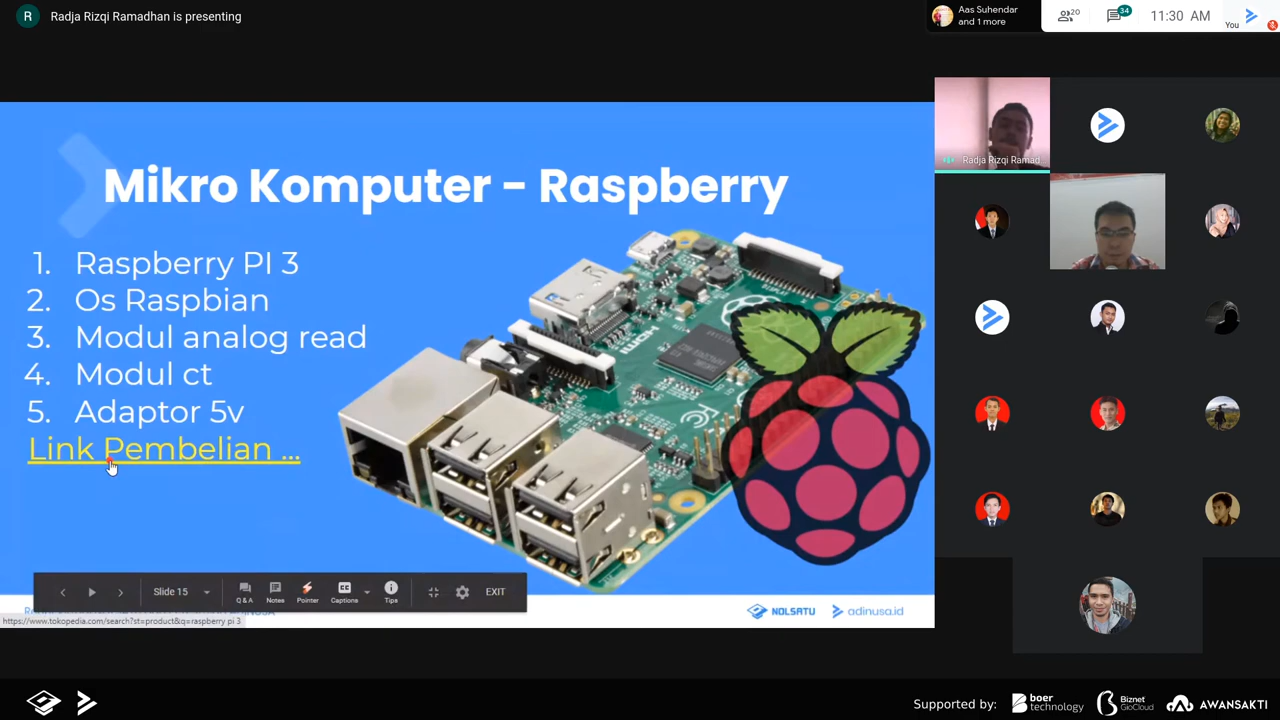 R
Radja Rizqi Ramadhan is presenting
Aas Suhendar
and 1 more
20
34
11:30 AM
You
Mikro Komputer - Raspberry
1. Raspberry PI 3
2. Os Raspbian
3. Modul analog read
4. Modul ct
5. Adaptor 5v
Link Pembelian ...
HDMI
DISPLAY
Radja Rizqi Ramad...
Slide 15
Q & A
Notes
Pointer
CC
Captions
Tips
EXIT
NOLSATU
adinusa.id
https://www.tokopedia.com/search?st=product&q=raspberry pi 3
Supported by:
boer
technology
Biznet
GioCloud
AWANSAKTI